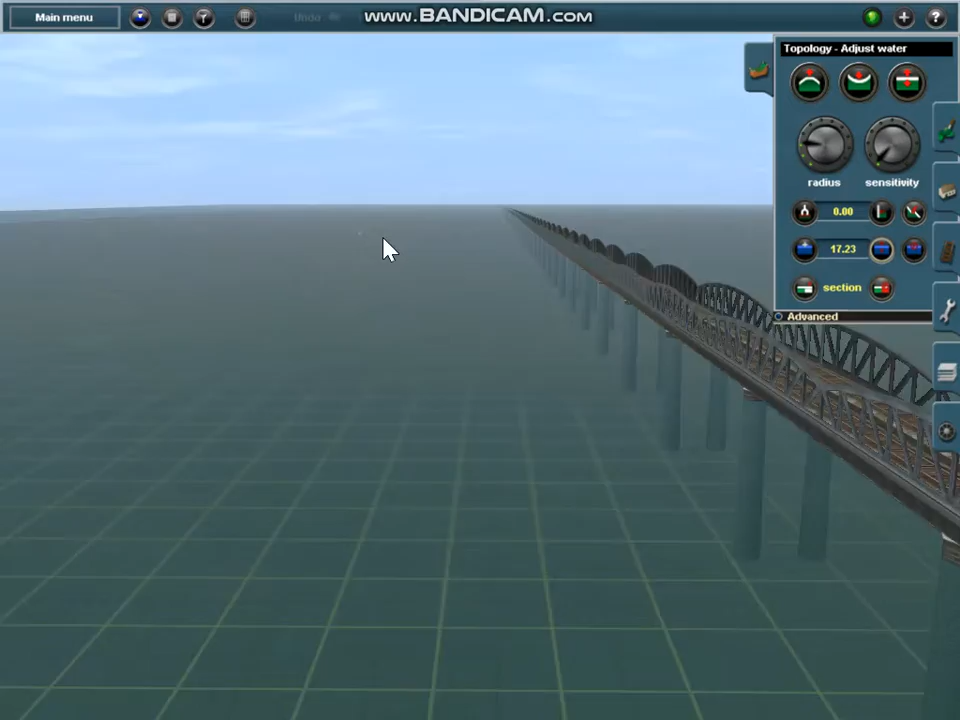 Main menu
Undo
www.BANDICAM.com
?
Topology - Adjust water
radius
sensitivity
0.00
17.23
section
Advanced